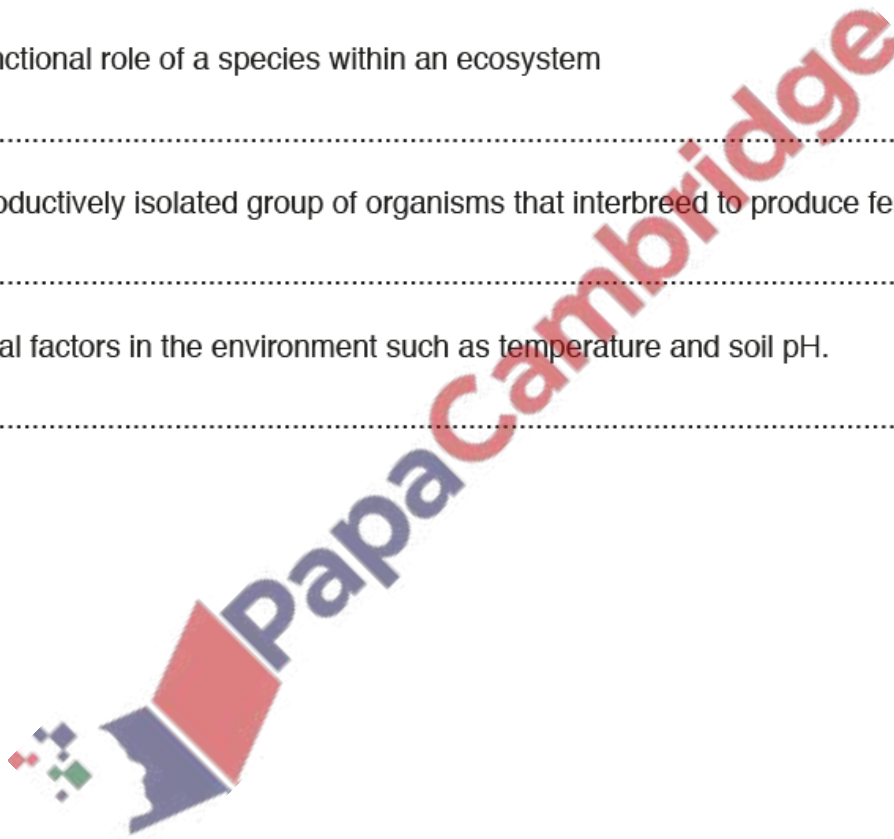 nctional role of a species within an ecosystem
oductively isolated group of organisms that interbreed to produce fe
al factors in the environment such as temperature and soil pH.
PapaCambridge